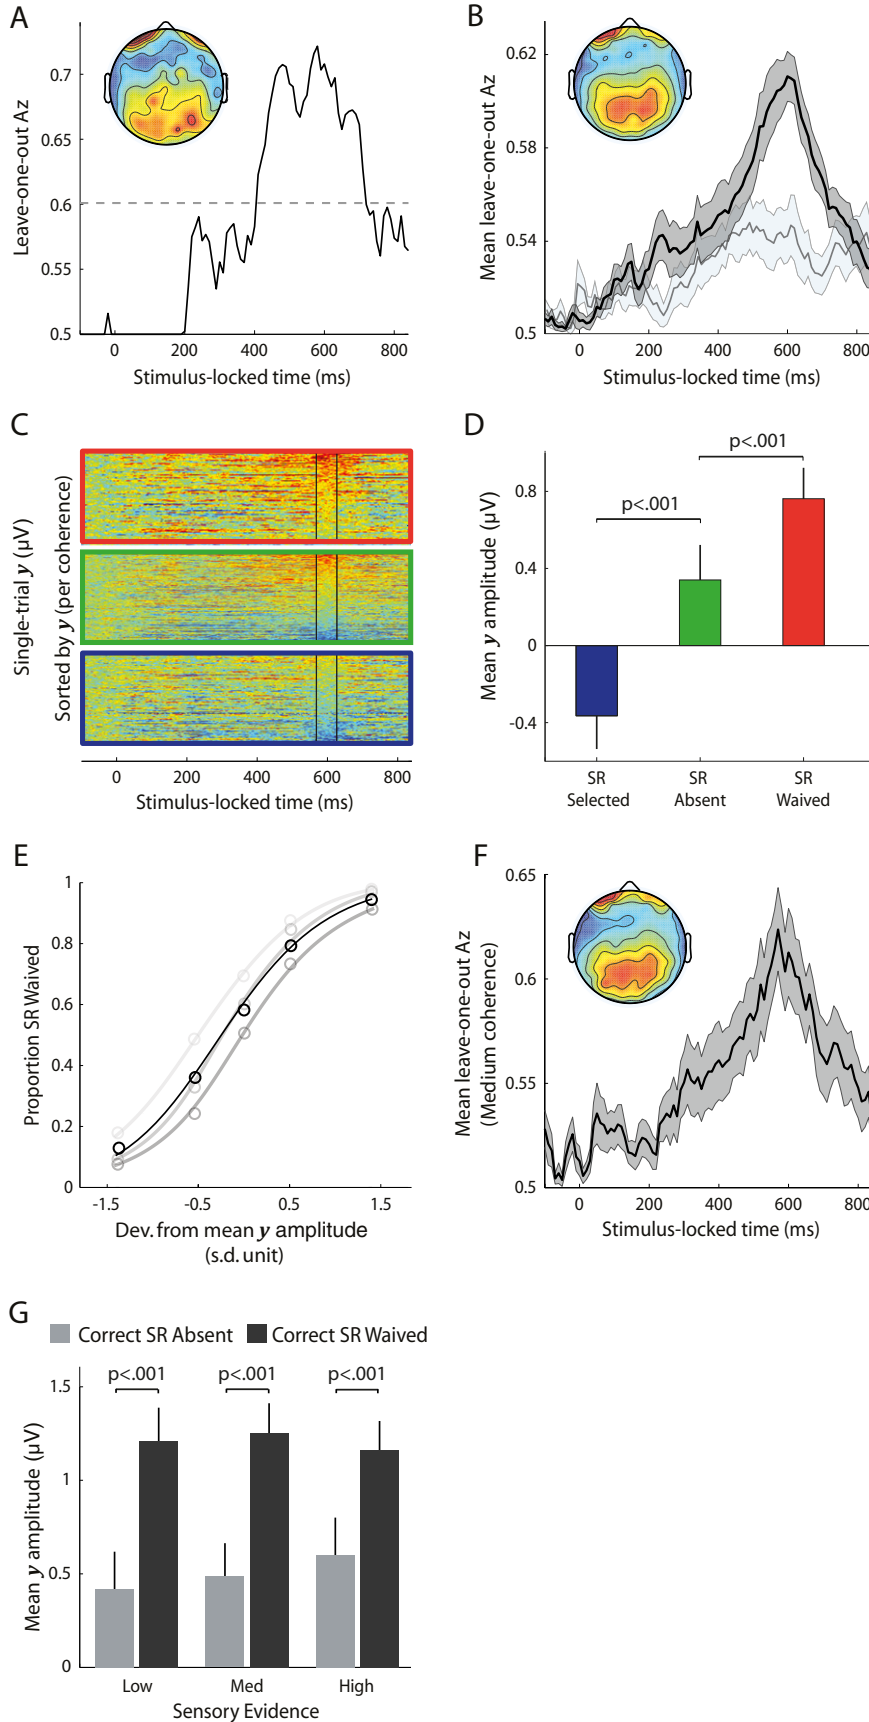 A
Leave-one-out Az
0.7
0.65
0.6
0.55
0.5
0
200
400
600
800
Stimulus-locked time (ms)
B
Mean leave-one-out Az
0.62
0.58
0.54
0.5
0
200
400
600
800
Stimulus-locked time (ms)
C
Single-trial y (µV)
Sorted by y (per coherence)
0
200
400
600
800
Stimulus-locked time (ms)
D
Mean y amplitude (µV)
0.8
0.4
0
-0.4
p<.001
p<.001
SR Selected
SR Absent
SR Waived
E
Proportion SR Waived
1
0.8
0.6
0.4
0.2
0
-1.5
-0.5
0.5
1.5
Dev. from mean y amplitude
(s.d. unit)
F
Mean leave-one-out Az
(Medium coherence)
0.65
0.6
0.55
0.5
0
200
400
600
800
Stimulus-locked time (ms)
G
Correct SR Absent
Correct SR Waived
Mean y amplitude (µV)
1.5
1
0.5
0
p<.001
p<.001
p<.001
Low
Med
High
Sensory Evidence